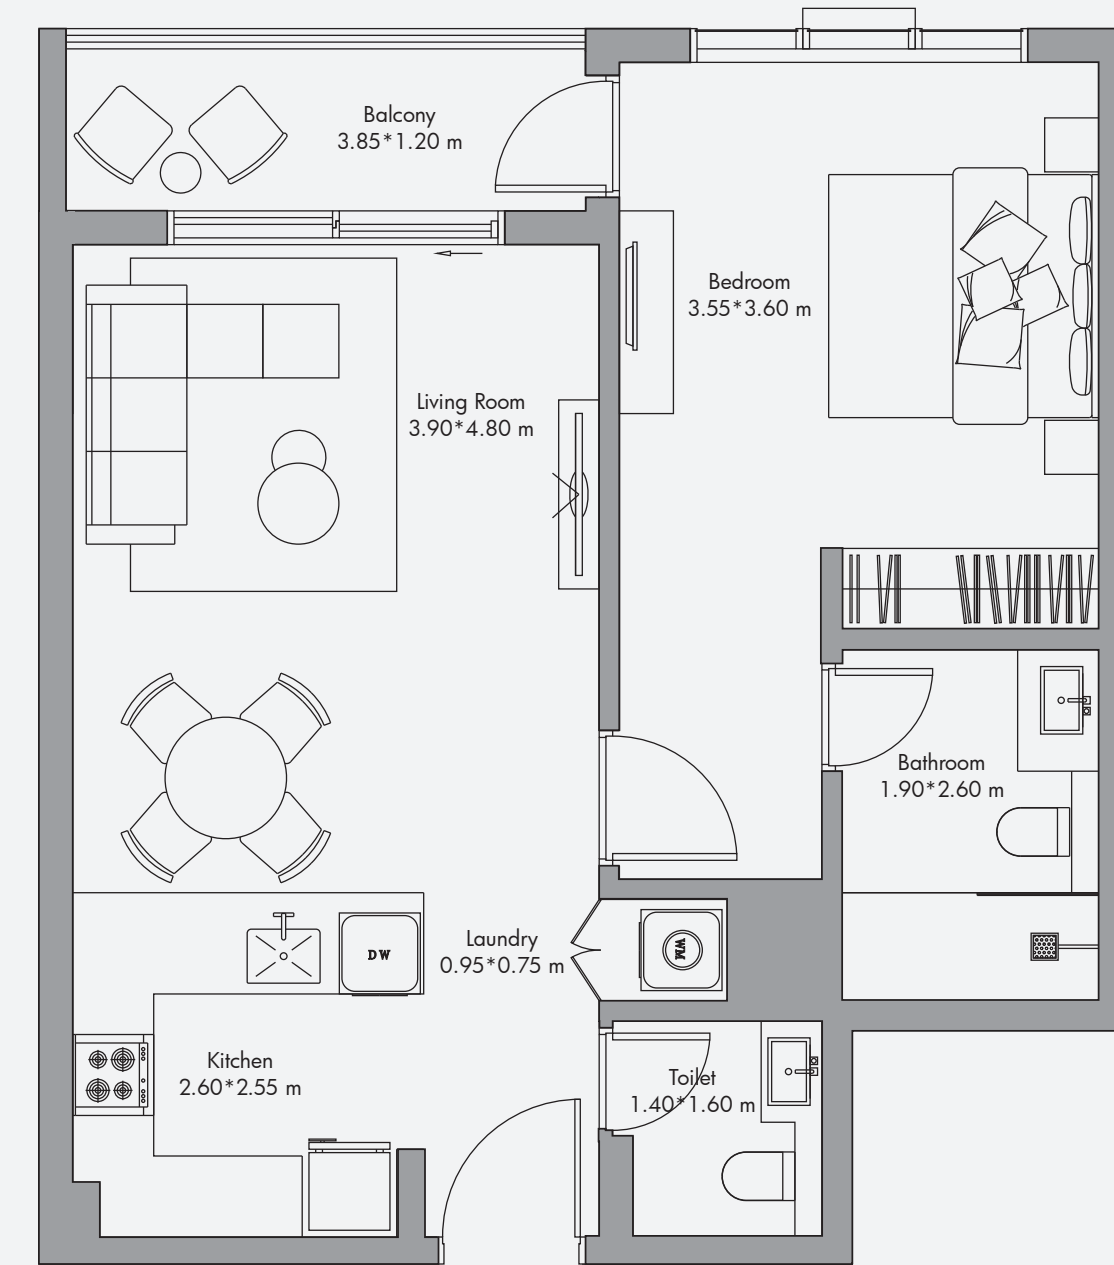 Balcony
3.85*1.20 m
Bedroom
3.55*3.60 m
Living Room
3.90*4.80 m
Bathroom
1.90*2.60 m
Laundry
0.95*0.75 m
DW
WM
Kitchen
2.60*2.55 m
Toilet
1.40*1.60 m